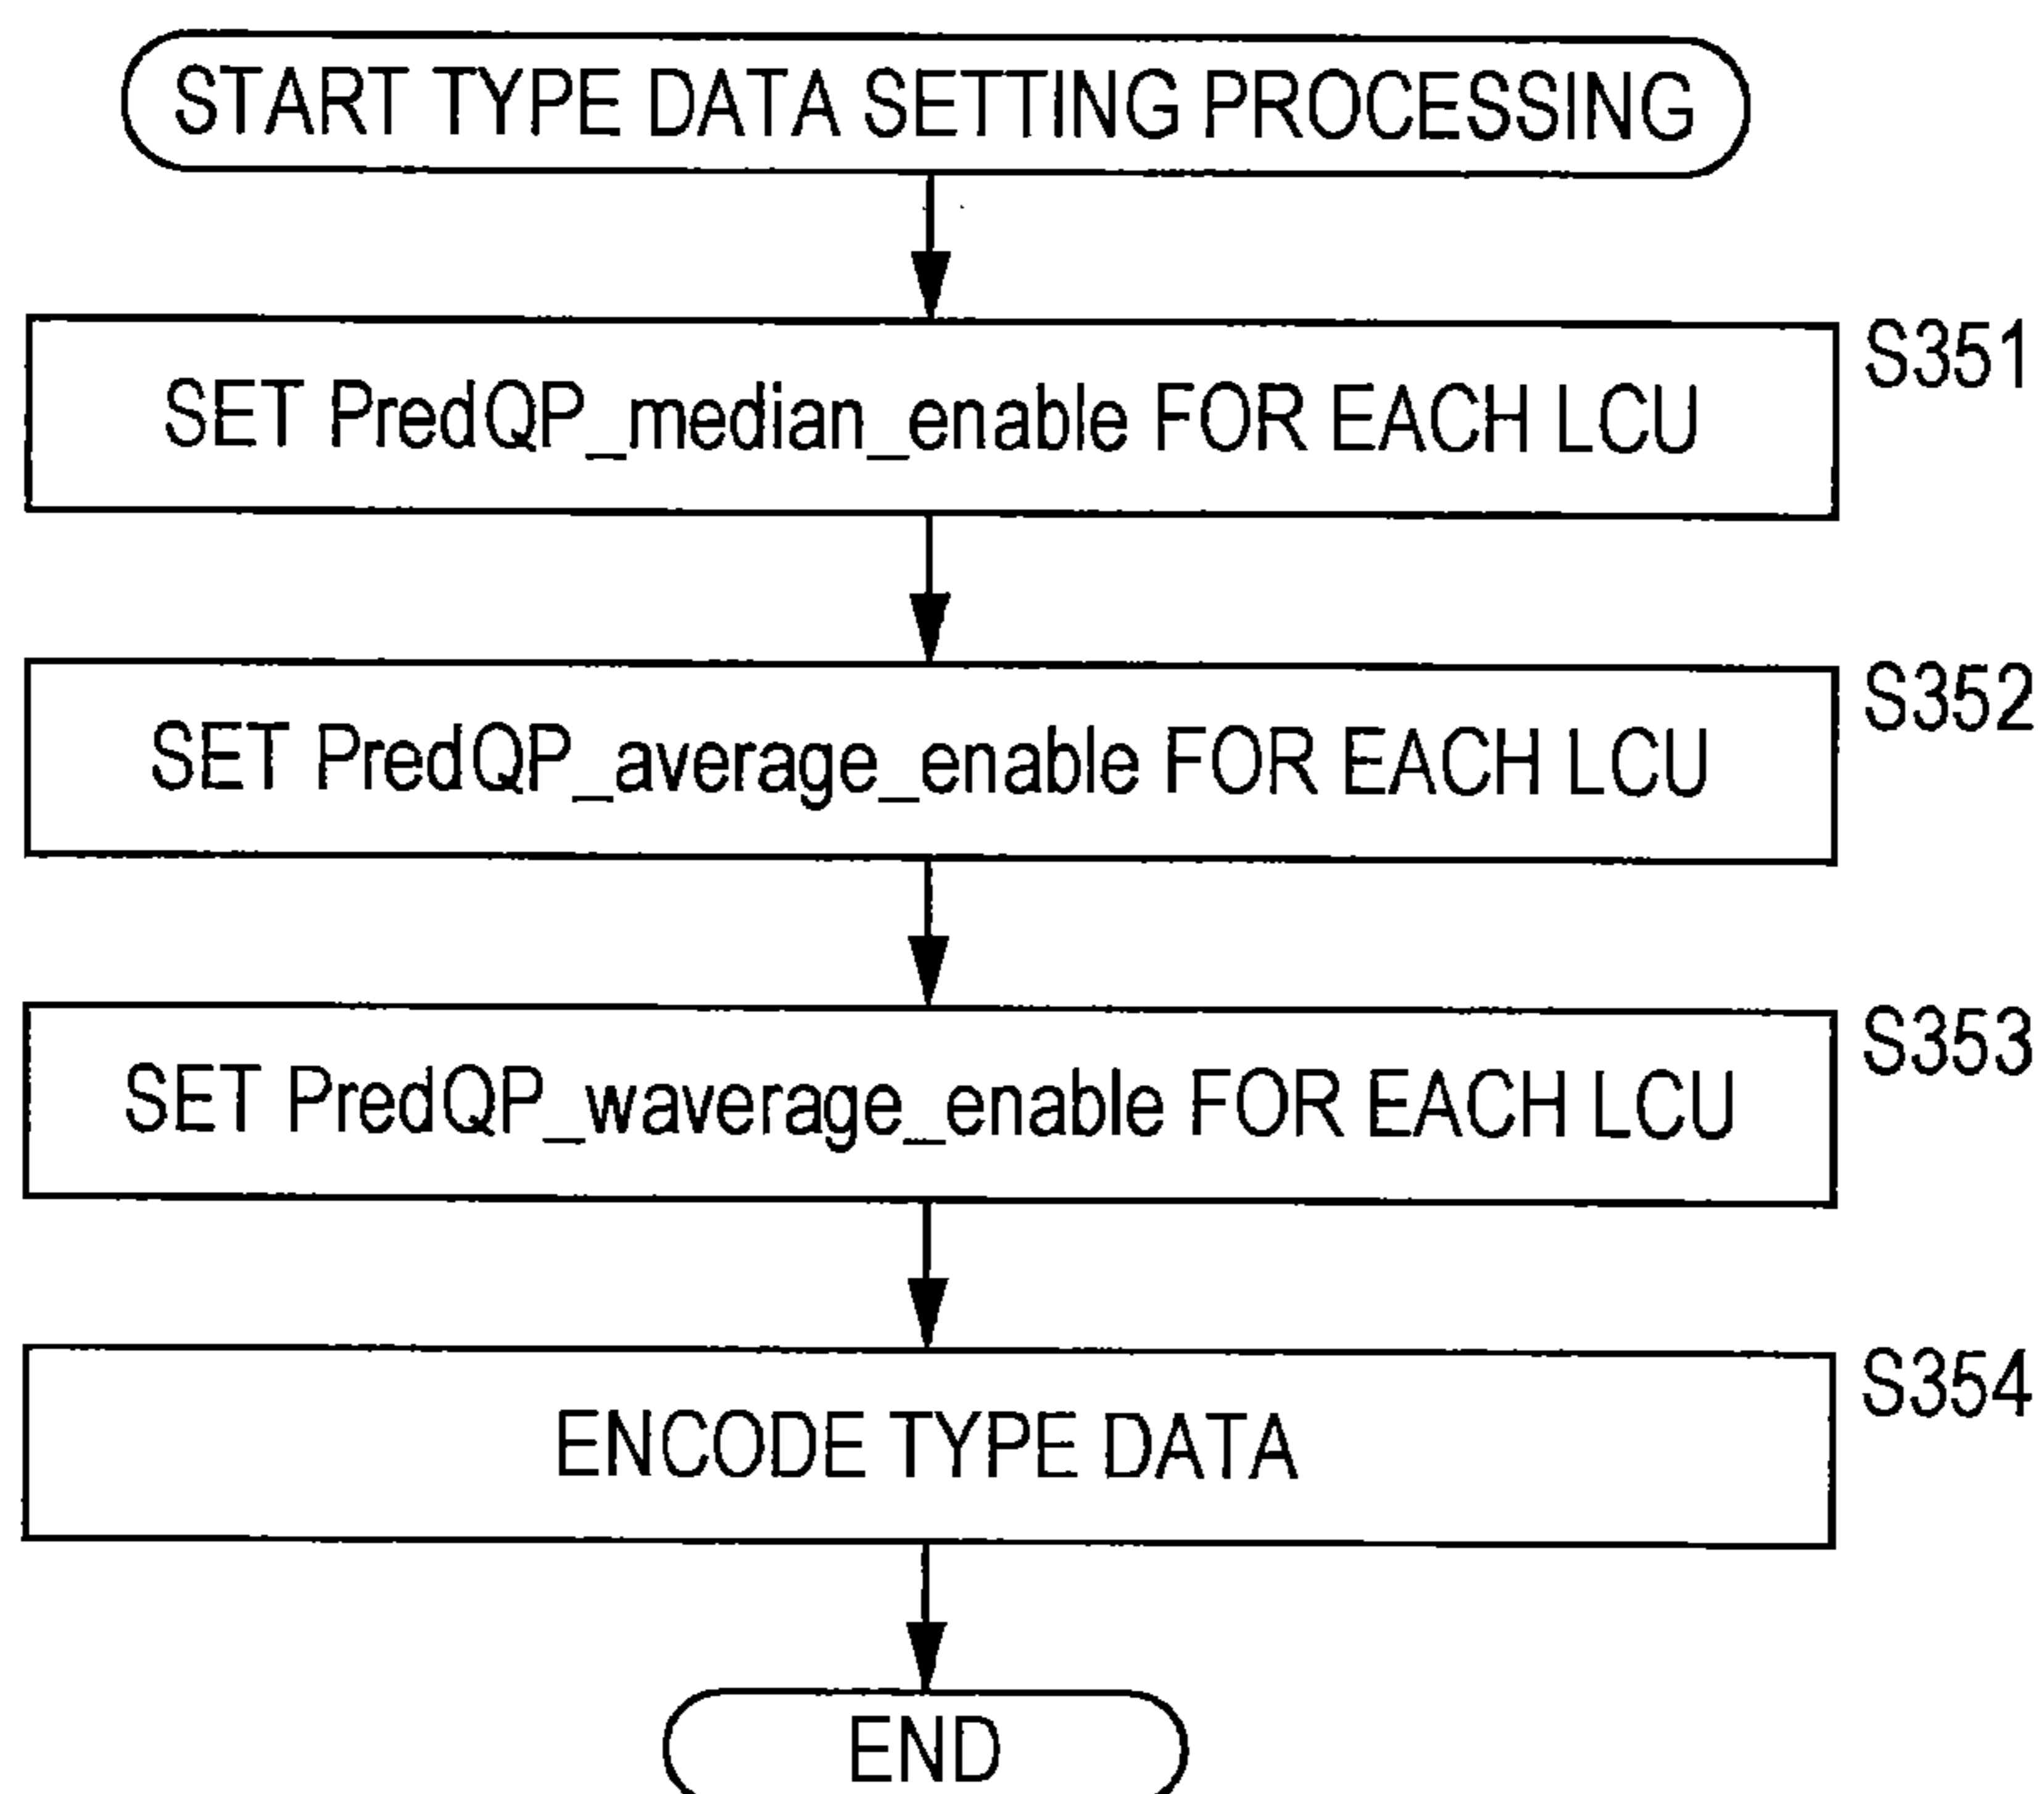 START TYPE DATA SETTING PROCESSING
SET PredQP_median_enable FOR EACH LCU
S351
SET PredQP_average_enable FOR EACH LCU
S352
SET PredQP_waverage_enable FOR EACH LCU
S353
ENCODE TYPE DATA
S354
END